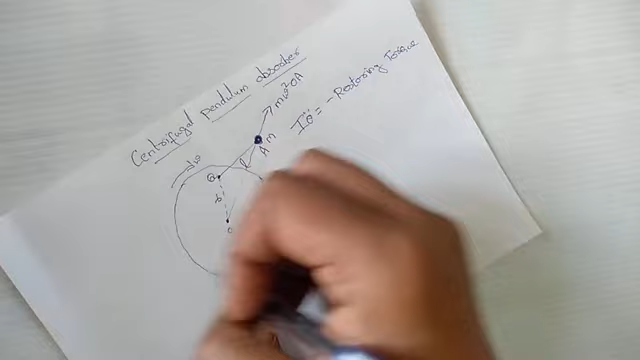 Centrifugal pendulum absorber
Iθ̈ = - Restoring Torque
mω²OA
m
A
l
ω
B
b
O